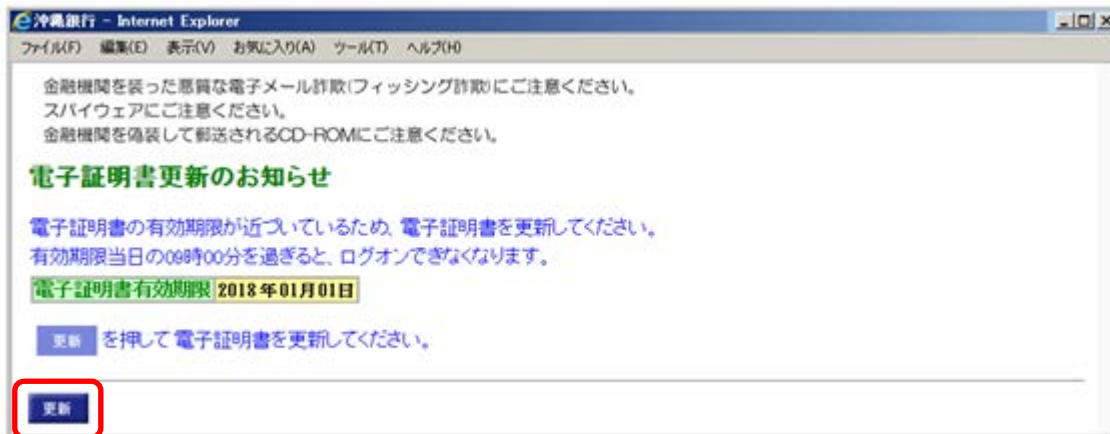 沖縄銀行 - Internet Explorer
ファイル(F) 編集(E) 表示(V) お気に入り(A) ツール(T) ヘルプ(H)
金融機関を装った悪質な電子メール詐欺(フィッシング詐欺)にご注意ください。
スパイウェアにご注意ください。
金融機関を偽装して郵送されるCD-ROMにご注意ください。
電子証明書更新のお知らせ
電子証明書の有効期限が近づいているため、電子証明書を更新してください。
有効期限当日の09時00分を過ぎると、ログオンできなくなります。
電子証明書有効期限 2018年01月01日
更新 を押して電子証明書を更新してください。
更新